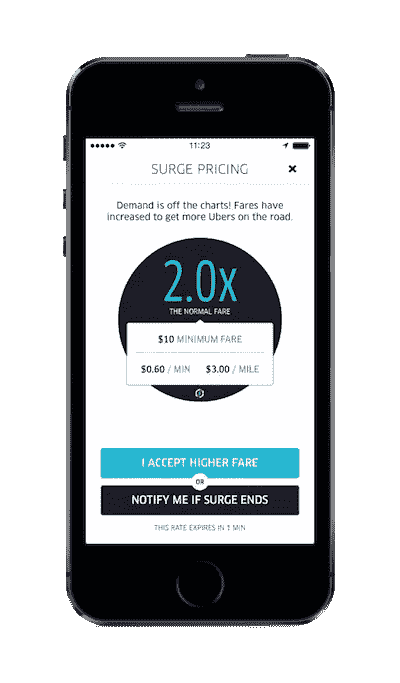 11:23
SURGE PRICING ×
Demand is off the charts! Fares have
increased to get more Ubers on the road.
2.0x
THE NORMAL FARE
$10 MINIMUM FARE
$0.60 / MIN $3.00 / MILE
I ACCEPT HIGHER FARE
OR
NOTIFY ME IF SURGE ENDS
THIS RATE EXPIRES IN 1 MIN